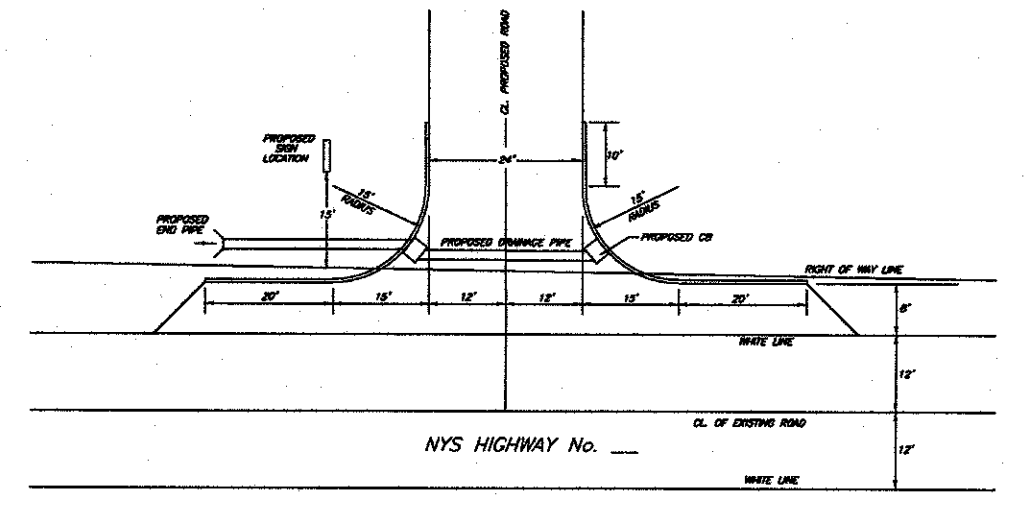 CL. PROPOSED ROAD
PROPOSED
SIGN
LOCATION
24'
10'
15'
RADIUS
15'
RADIUS
15'
PROPOSED
END PIPE
PROPOSED DRAINAGE PIPE
PROPOSED CB
RIGHT OF WAY LINE
20'
15'
12'
12'
15'
20'
8'
WHITE LINE
12'
CL. OF EXISTING ROAD
NYS HIGHWAY No. __
12'
WHITE LINE